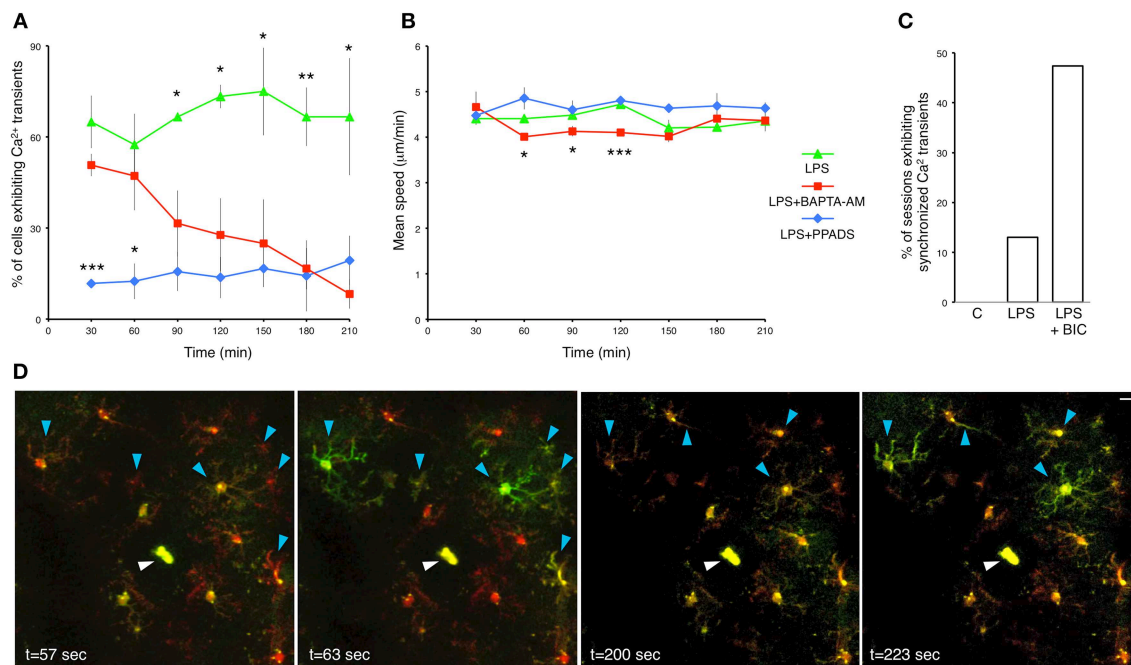 A
B
C
% of cells exhibiting Ca²⁺ transients
90
60
30
0
*
*
*
*
**
*
***
*
0
30
60
90
120
150
180
210
Time (min)
Mean speed (μm/min)
6
5
4
3
2
1
0
*
*
***
0
30
60
90
120
150
180
210
Time (min)
LPS
LPS+BAPTA-AM
LPS+PPADS
% of sessions exhibiting
synchronized Ca² transients
50
40
30
20
10
0
C
LPS
LPS
+ BIC
D
t=57 sec
t=63 sec
t=200 sec
t=223 sec